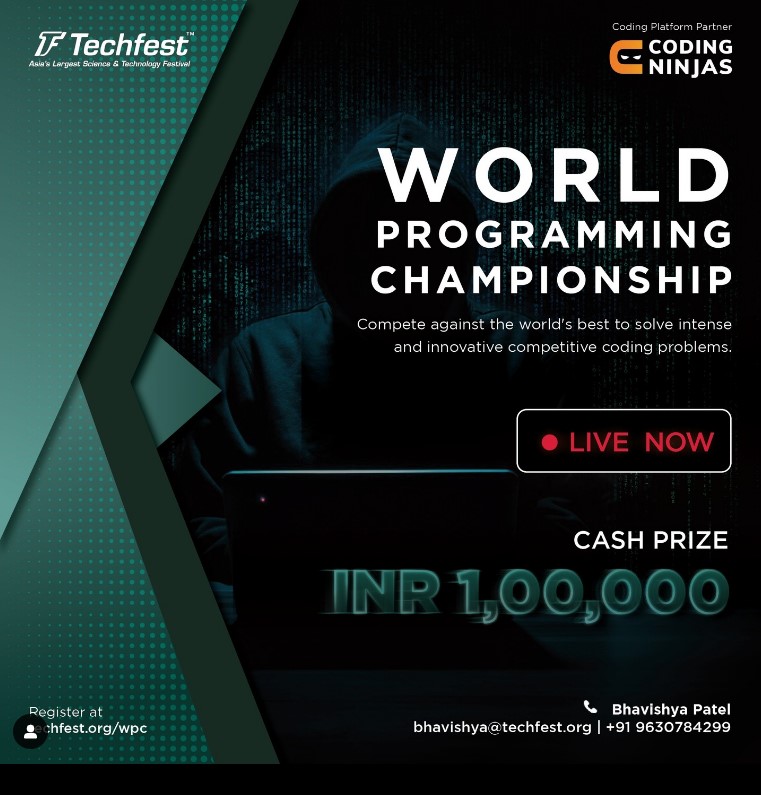 Techfest™
Asia's Largest Science & Technology Festival
Coding Platform Partner
CODING
NINJAS
WORLD
PROGRAMMING
CHAMPIONSHIP
Compete against the world's best to solve intense
and innovative competitive coding problems.
LIVE NOW
CASH PRIZE
INR 1,00,000
Register at
chfest.org/wpc
Bhavishya Patel
bhavishya@techfest.org | +91 9630784299